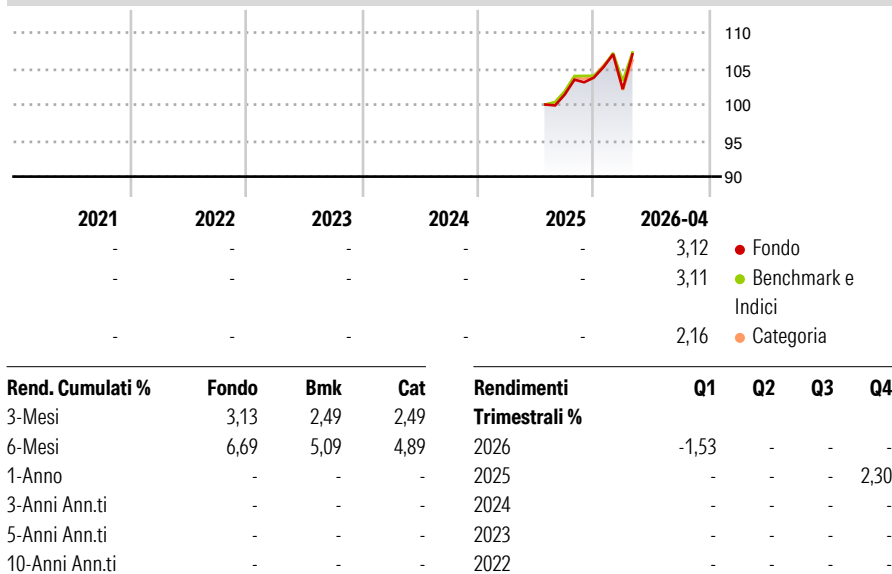 110
105
100
95
90
2021 2022 2023 2024 2025 2026-04
- - - - - 3,12 Fondo
- - - - - 3,11 Benchmark e
Indici
- - - - - 2,16 Categoria
Rend. Cumulati % Fondo Bmk Cat
3-Mesi 3,13 2,49 2,49
6-Mesi 6,69 5,09 4,89
1-Anno - - -
3-Anni Ann.ti - - -
5-Anni Ann.ti - - -
10-Anni Ann.ti - - -
Rendimenti Q1 Q2 Q3 Q4
Trimestrali %
2026 -1,53 - - -
2025 - - - 2,30
2024 - - - -
2023 - - - -
2022 - - - -